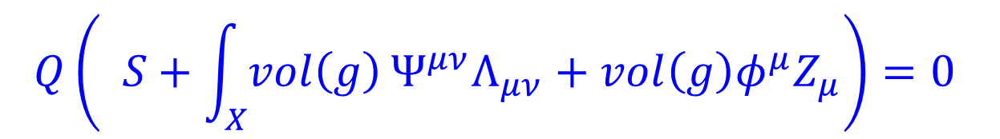 Q ( S + ∫_X vol(g) Ψ^{μν}Λ_{μν} + vol(g)ϕ^μ Z_μ ) = 0